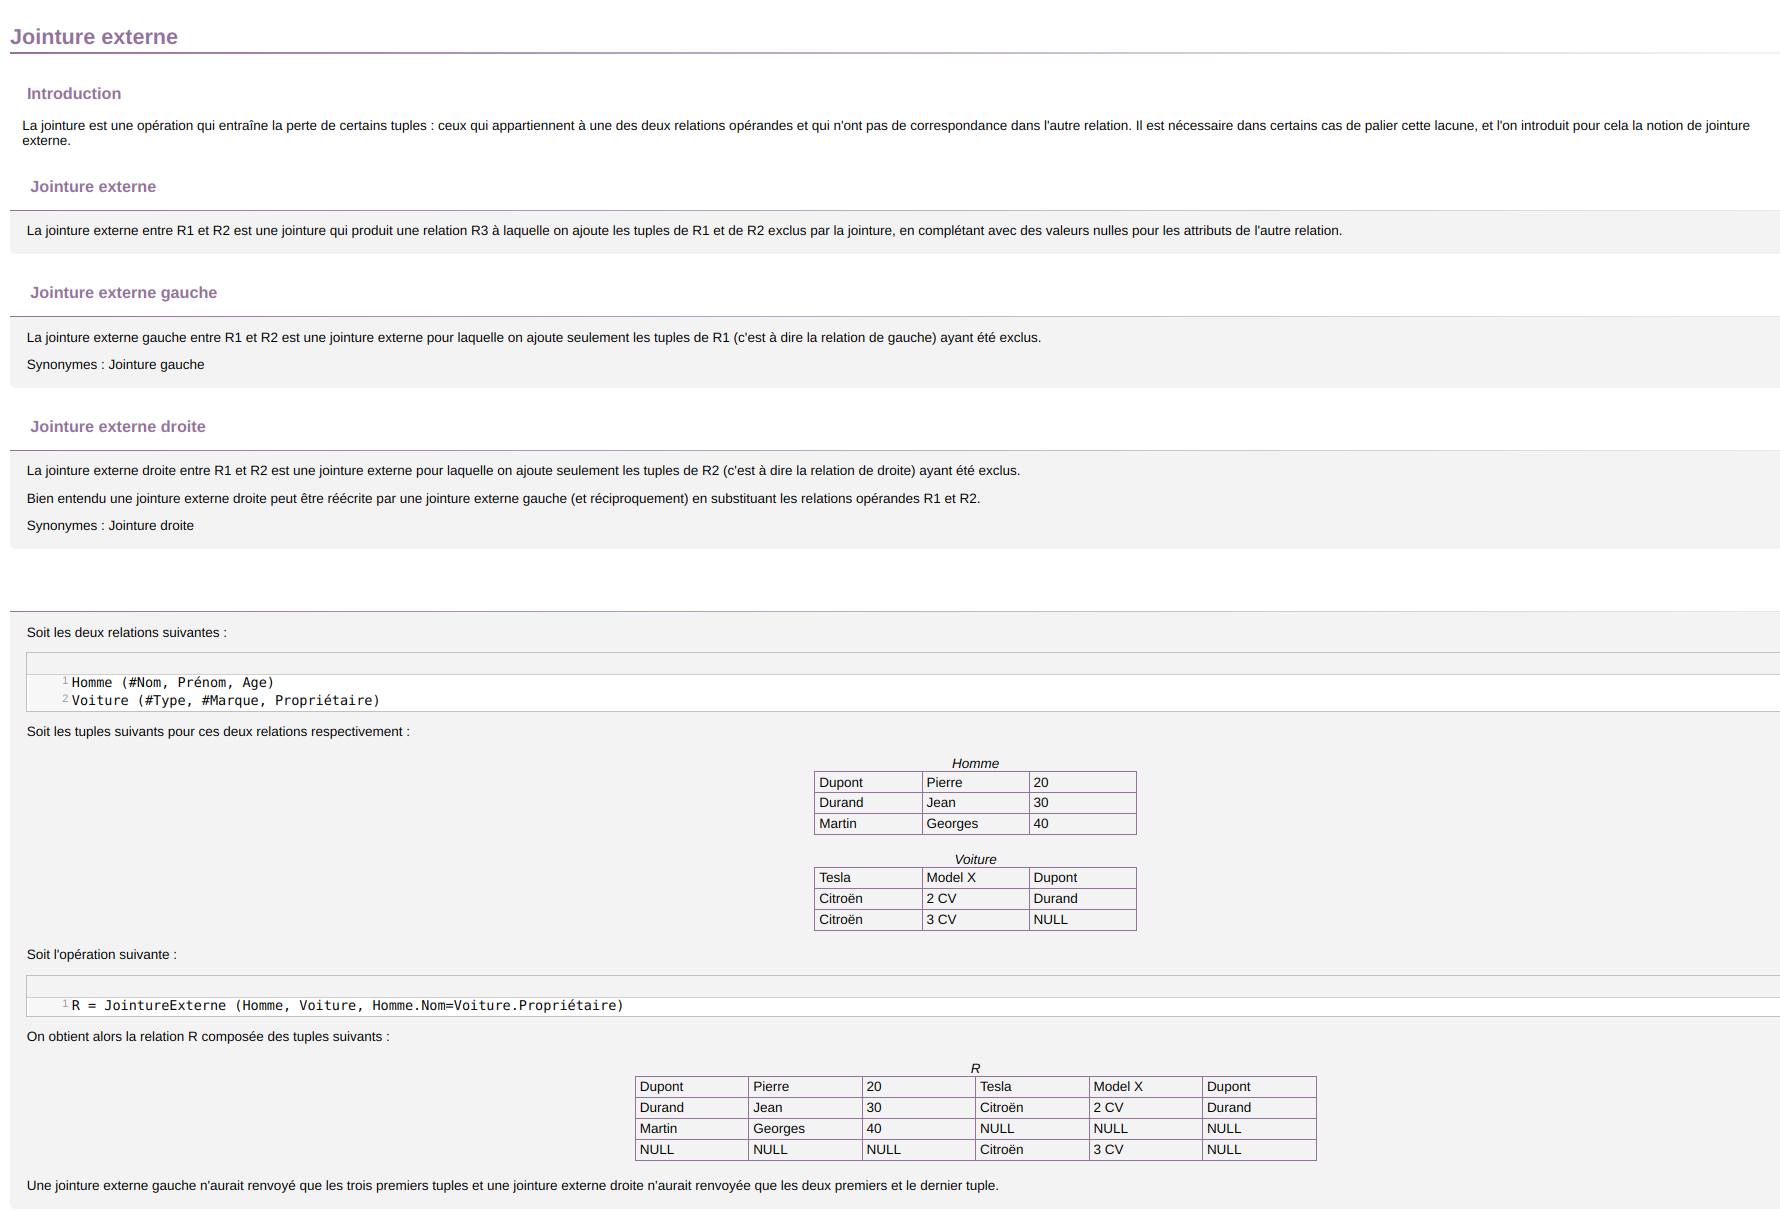 Jointure externe
Introduction
La jointure est une opération qui entraîne la perte de certains tuples : ceux qui appartiennent à une des deux relations opérandes et qui n'ont pas de correspondance dans l'autre relation. Il est nécessaire dans certains cas de palier cette lacune, et l'on introduit pour cela la notion de jointure
externe.
Jointure externe
La jointure externe entre R1 et R2 est une jointure qui produit une relation R3 à laquelle on ajoute les tuples de R1 et de R2 exclus par la jointure, en complétant avec des valeurs nulles pour les attributs de l'autre relation.
Jointure externe gauche
La jointure externe gauche entre R1 et R2 est une jointure externe pour laquelle on ajoute seulement les tuples de R1 (c'est à dire la relation de gauche) ayant été exclus.
Synonymes : Jointure gauche
Jointure externe droite
La jointure externe droite entre R1 et R2 est une jointure externe pour laquelle on ajoute seulement les tuples de R2 (c'est à dire la relation de droite) ayant été exclus.
Bien entendu une jointure externe droite peut être réécrite par une jointure externe gauche (et réciproquement) en substituant les relations opérandes R1 et R2.
Synonymes : Jointure droite
Soit les deux relations suivantes :
1 Homme (#Nom, Prénom, Age)
2 Voiture (#Type, #Marque, Propriétaire)
Soit les tuples suivants pour ces deux relations respectivement :
Homme
Dupont Pierre 20
Durand Jean 30
Martin Georges 40
Voiture
Tesla Model X Dupont
Citroën 2 CV Durand
Citroën 3 CV NULL
Soit l'opération suivante :
1 R = JointureExterne (Homme, Voiture, Homme.Nom=Voiture.Propriétaire)
On obtient alors la relation R composée des tuples suivants :
R
Dupont Pierre 20 Tesla Model X Dupont
Durand Jean 30 Citroën 2 CV Durand
Martin Georges 40 NULL NULL NULL
NULL NULL NULL Citroën 3 CV NULL
Une jointure externe gauche n'aurait renvoyé que les trois premiers tuples et une jointure externe droite n'aurait renvoyée que les deux premiers et le dernier tuple.